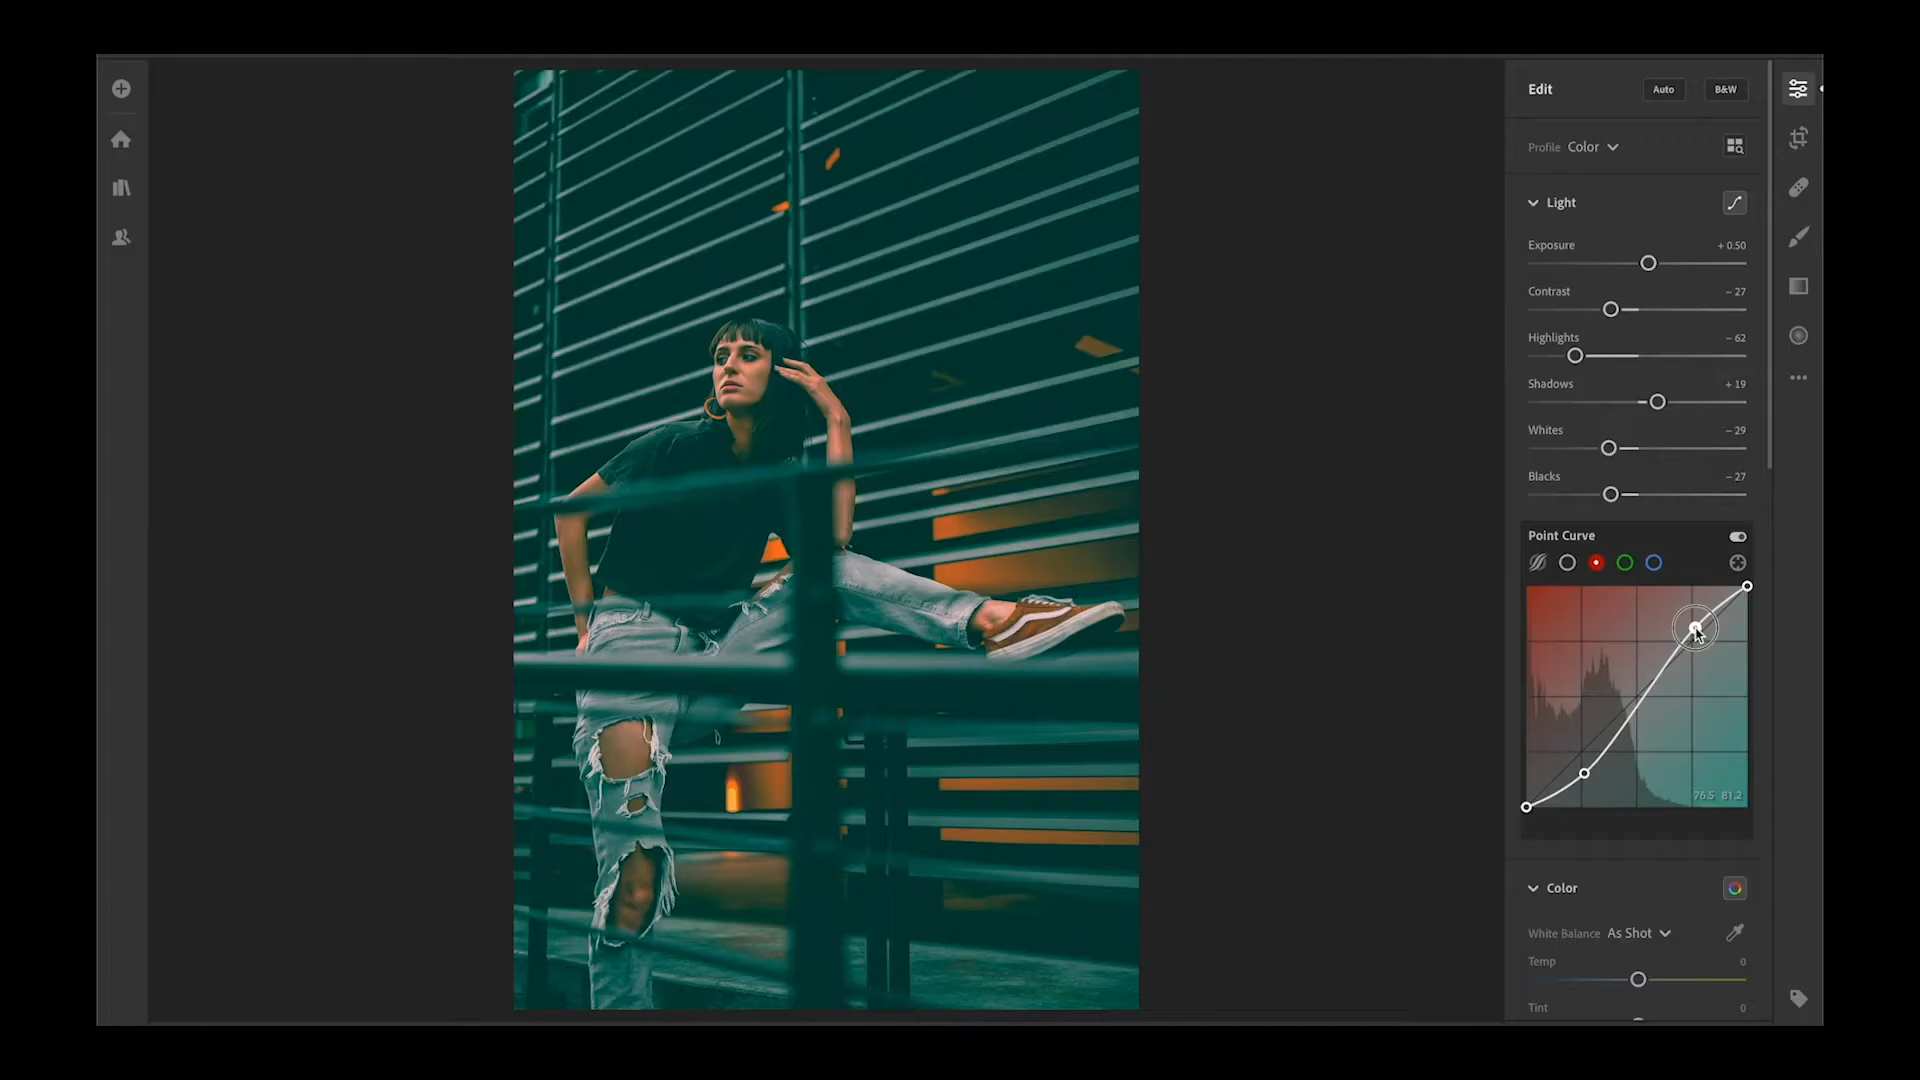 Edit
Auto
B&W
Profile Color
Light
Exposure + 0.50
Contrast − 27
Highlights − 62
Shadows + 19
Whites − 29
Blacks − 27
Point Curve
76.5 81.2
Color
White Balance As Shot
Temp 0
Tint 0